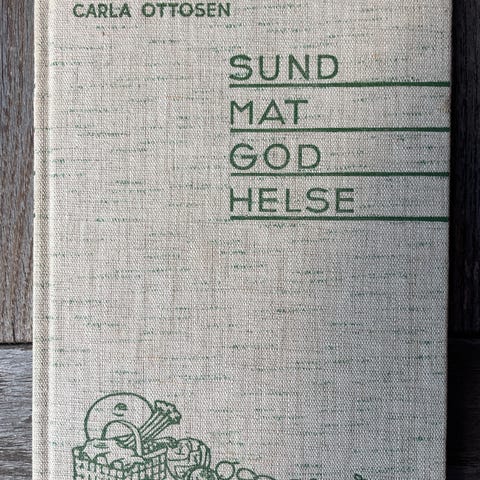 CARLA OTTOSEN
SUND
MAT
GOD
HELSE